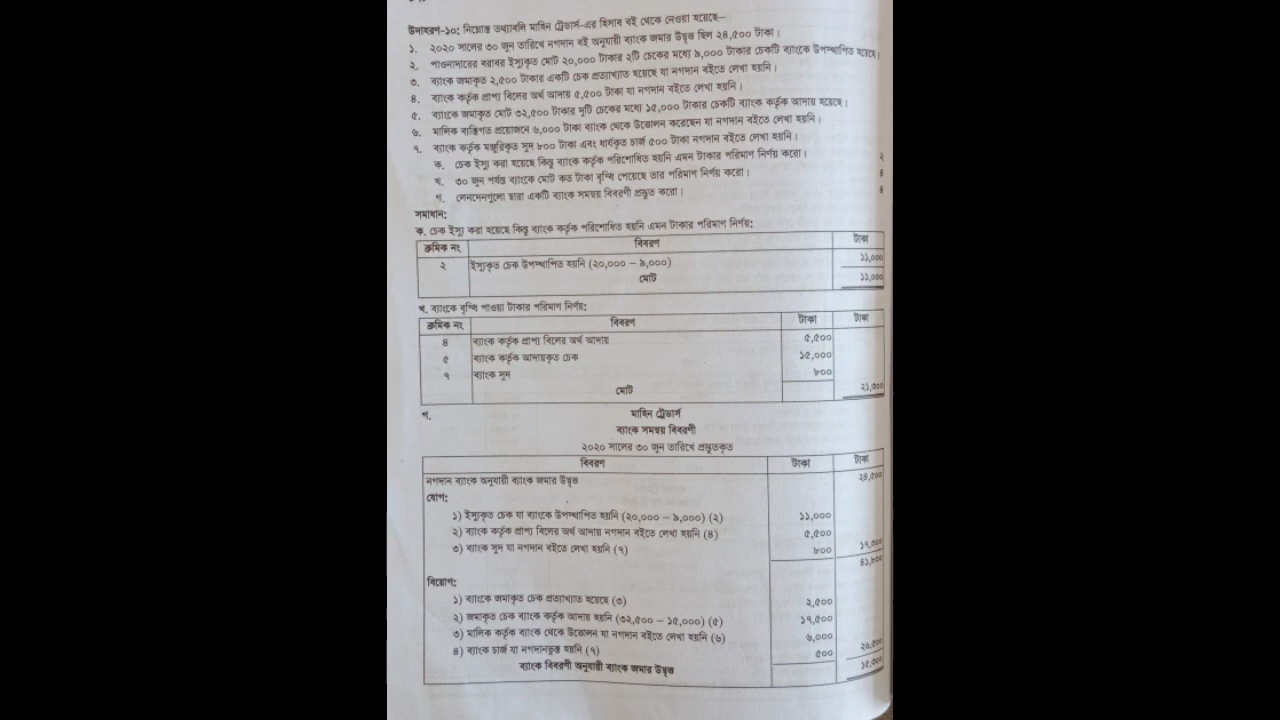 উদাহরণ-১০: নিম্নোক্ত তথ্যাবলি মাহিন ট্রেডার্স-এর হিসাব বই থেকে নেওয়া হয়েছে–
১. ২০২০ সালের ৩০ জুন তারিখে নগদান বই অনুযায়ী ব্যাংক জমার উদ্বৃত্ত ছিল ২৪,৫০০ টাকা।
২. পাওনাদারের বরাবর ইস্যুকৃত মোট ২০,০০০ টাকার ২টি চেকের মধ্যে ৯,০০০ টাকার চেকটি ব্যাংকে উপস্থাপিত হয়েছে।
৩. ব্যাংক জমাকৃত ২,৫০০ টাকার একটি চেক প্রত্যাখ্যাত হয়েছে যা নগদান বইতে লেখা হয়নি।
৪. ব্যাংক কর্তৃক প্রাপ্য বিলের অর্থ আদায় ৫,৫০০ টাকা যা নগদান বইতে লেখা হয়নি।
৫. ব্যাংকে জমাকৃত মোট ৩২,৫০০ টাকার দুটি চেকের মধ্যে ১৫,০০০ টাকার চেকটি ব্যাংক কর্তৃক আদায় হয়েছে।
৬. মালিক ব্যক্তিগত প্রয়োজনে ৬,০০০ টাকা ব্যাংক থেকে উত্তোলন করেছেন যা নগদান বইতে লেখা হয়নি।
৭. ব্যাংক কর্তৃক মঞ্জুরিকৃত সুদ ৮০০ টাকা এবং ধার্যকৃত চার্জ ৫০০ টাকা নগদান বইতে লেখা হয়নি।
ক. চেক ইস্যু করা হয়েছে কিন্তু ব্যাংক কর্তৃক পরিশোধিত হয়নি এমন টাকার পরিমাণ নির্ণয় করো। ২
খ. ৩০ জুন পর্যন্ত ব্যাংকে মোট কত টাকা বৃদ্ধি পেয়েছে তার পরিমাণ নির্ণয় করো। ৪
গ. লেনদেনগুলো দ্বারা একটি ব্যাংক সমন্বয় বিবরণী প্রস্তুত করো। ৪
সমাধান:
ক. চেক ইস্যু করা হয়েছে কিন্তু ব্যাংক কর্তৃক পরিশোধিত হয়নি এমন টাকার পরিমাণ নির্ণয়:
ক্রমিক নং বিবরণ টাকা
২ ইস্যুকৃত চেক উপস্থাপিত হয়নি (২০,০০০ – ৯,০০০) ১১,০০০
মোট ১১,০০০
খ. ব্যাংকে বৃদ্ধি পাওয়া টাকার পরিমাণ নির্ণয়:
ক্রমিক নং বিবরণ টাকা টাকা
৪ ব্যাংক কর্তৃক প্রাপ্য বিলের অর্থ আদায় ৫,৫০০
৫ ব্যাংক কর্তৃক আদায়কৃত চেক ১৫,০০০
৭ ব্যাংক সুদ ৮০০
মোট ২১,৩০০
গ. মাহিন ট্রেডার্স
ব্যাংক সমন্বয় বিবরণী
২০২০ সালের ৩০ জুন তারিখে প্রস্তুতকৃত
বিবরণ টাকা টাকা
নগদান ব্যাংক অনুযায়ী ব্যাংক জমার উদ্বৃত্ত ২৪,৫০০
যোগ:
১) ইস্যুকৃত চেক যা ব্যাংকে উপস্থাপিত হয়নি (২০,০০০ – ৯,০০০) (২) ১১,০০০
২) ব্যাংক কর্তৃক প্রাপ্য বিলের অর্থ আদায় নগদান বইতে লেখা হয়নি (৪) ৫,৫০০
৩) ব্যাংক সুদ যা নগদান বইতে লেখা হয়নি (৭) ৮০০ ১৭,৩০০
৪১,৮০০
বিয়োগ:
১) ব্যাংকে জমাকৃত চেক প্রত্যাখ্যাত হয়েছে (৩) ২,৫০০
২) জমাকৃত চেক ব্যাংক কর্তৃক আদায় হয়নি (৩২,৫০০ – ১৫,০০০) (৫) ১৭,৫০০
৩) মালিক কর্তৃক ব্যাংক থেকে উত্তোলন যা নগদান বইতে লেখা হয়নি (৬) ৬,০০০
৪) ব্যাংক চার্জ যা নগদানভুক্ত হয়নি (৭) ৫০০ ২৬,৫০০
ব্যাংক বিবরণী অনুযায়ী ব্যাংক জমার উদ্বৃত্ত ১৫,৩০০